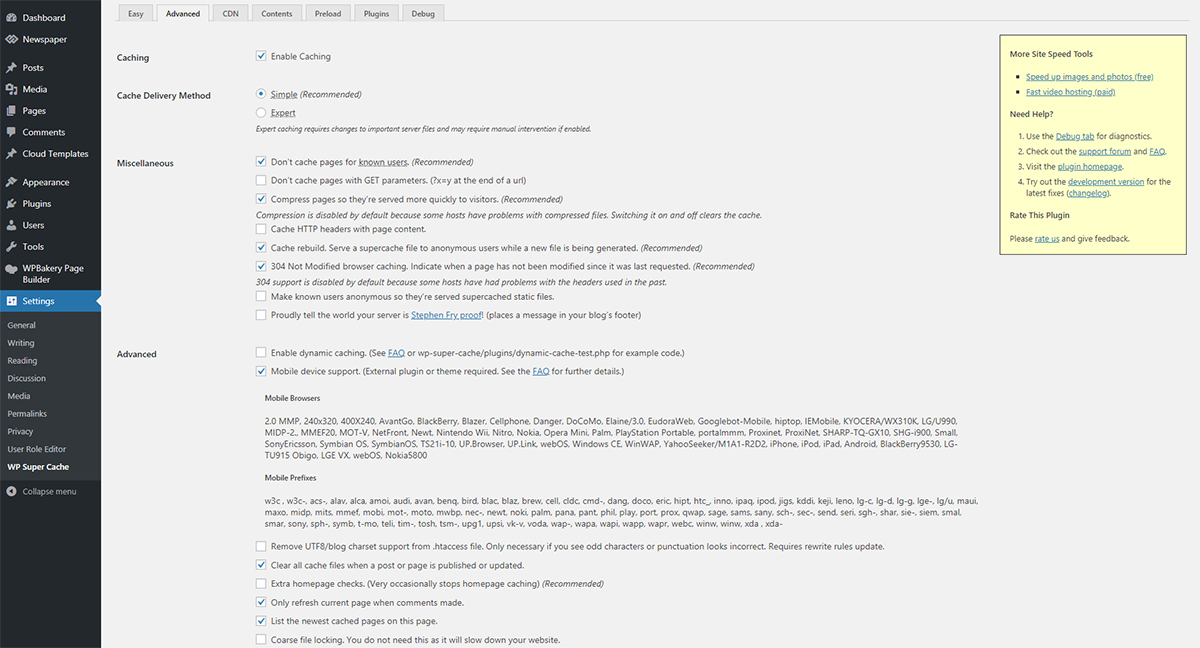 Dashboard
Newspaper
Posts
Media
Pages
Comments
Cloud Templates
Appearance
Plugins
Users
Tools
WPBakery Page
Builder
Settings
General
Writing
Reading
Discussion
Media
Permalinks
Privacy
User Role Editor
WP Super Cache
Collapse menu
Easy
Advanced
CDN
Contents
Preload
Plugins
Debug
Caching
Enable Caching
Cache Delivery Method
Simple (Recommended)
Expert
Expert caching requires changes to important server files and may require manual intervention if enabled.
Miscellaneous
Don't cache pages for known users. (Recommended)
Don't cache pages with GET parameters. (?x=y at the end of a url)
Compress pages so they're served more quickly to visitors. (Recommended)
Compression is disabled by default because some hosts have problems with compressed files. Switching it on and off clears the cache.
Cache HTTP headers with page content.
Cache rebuild. Serve a supercache file to anonymous users while a new file is being generated. (Recommended)
304 Not Modified browser caching. Indicate when a page has not been modified since it was last requested. (Recommended)
304 support is disabled by default because some hosts have had problems with the headers used in the past.
Make known users anonymous so they're served supercached static files.
Proudly tell the world your server is Stephen Fry proof! (places a message in your blog's footer)
Advanced
Enable dynamic caching. (See FAQ or wp-super-cache/plugins/dynamic-cache-test.php for example code.)
Mobile device support. (External plugin or theme required. See the FAQ for further details.)
Mobile Browsers
2.0 MMP, 240x320, 400X240, AvantGo, BlackBerry, Blazer, Cellphone, Danger, DoCoMo, Elaine/3.0, EudoraWeb, Googlebot-Mobile, hiptop, IEMobile, KYOCERA/WX310K, LG/U990,
MIDP-2., MMEF20, MOT-V, NetFront, Newt, Nintendo Wii, Nitro, Nokia, Opera Mini, Palm, PlayStation Portable, portalmmm, Proxinet, ProxiNet, SHARP-TQ-GX10, SHG-i900, Small,
SonyEricsson, Symbian OS, SymbianOS, TS21i-10, UP.Browser, UP.Link, webOS, Windows CE, WinWAP, YahooSeeker/M1A1-R2D2, iPhone, iPod, iPad, Android, BlackBerry9530, LG-
TU915 Obigo, LGE VX, webOS, Nokia5800
Mobile Prefixes
w3c , w3c-, acs-, alav, alca, amoi, audi, avan, benq, bird, blac, blaz, brew, cell, cldc, cmd-, dang, doco, eric, hipt, htc_, inno, ipaq, ipod, jigs, kddi, keji, leno, lg-c, lg-d, lg-g, lge-, lg/u, maui,
maxo, midp, mits, mmef, mobi, mot-, moto, mwbp, nec-, newt, noki, palm, pana, pant, phil, play, port, prox, qwap, sage, sams, sany, sch-, sec-, send, seri, sgh-, shar, sie-, siem, smal,
smar, sony, sph-, symb, t-mo, teli, tim-, tosh, tsm-, upg1, upsi, vk-v, voda, wap-, wapa, wapi, wapp, wapr, webc, winw, winw, xda , xda-
Remove UTF8/blog charset support from .htaccess file. Only necessary if you see odd characters or punctuation looks incorrect. Requires rewrite rules update.
Clear all cache files when a post or page is published or updated.
Extra homepage checks. (Very occasionally stops homepage caching) (Recommended)
Only refresh current page when comments made.
List the newest cached pages on this page.
Coarse file locking. You do not need this as it will slow down your website.
More Site Speed Tools
Speed up images and photos (free)
Fast video hosting (paid)
Need Help?
1. Use the Debug tab for diagnostics.
2. Check out the support forum and FAQ.
3. Visit the plugin homepage.
4. Try out the development version for the
latest fixes (changelog).
Rate This Plugin
Please rate us and give feedback.